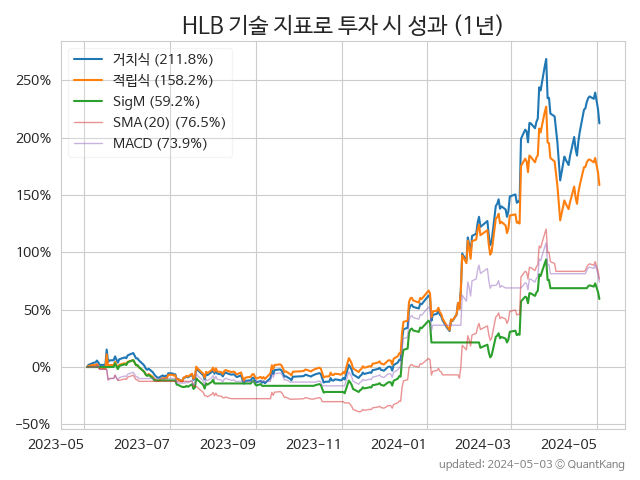 HLB 기술 지표로 투자 시 성과 (1년)
거치식 (211.8%)
적립식 (158.2%)
SigM (59.2%)
SMA(20) (76.5%)
MACD (73.9%)
250%
200%
150%
100%
50%
0%
−50%
2023-05 2023-07 2023-09 2023-11 2024-01 2024-03 2024-05
updated: 2024-05-03 © QuantKang